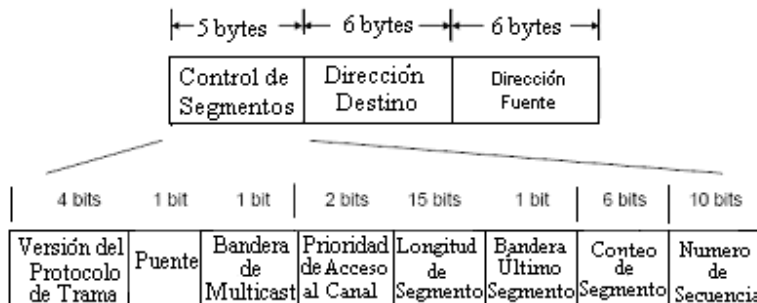 5 bytes 6 bytes 6 bytes
Control de Segmentos
Dirección Destino
Dirección Fuente
4 bits 1 bit 1 bit 2 bits 15 bits 1 bit 6 bits 10 bits
Versión del Protocolo de Trama
Puente
Bandera de Multicast
Prioridad de Acceso al Canal
Longitud de Segmento
Bandera Último Segmento
Conteo de Segmento
Numero de Secuencia